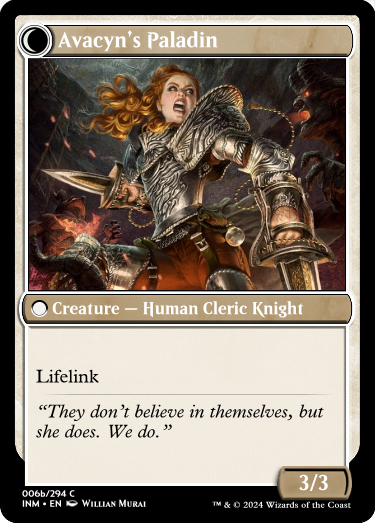 Avacyn's Paladin
Creature — Human Cleric Knight
Lifelink
“They don't believe in themselves, but
she does. We do.”
3/3
006b/294 C
INM • EN Willian Murai
™ & © 2024 Wizards of the Coast